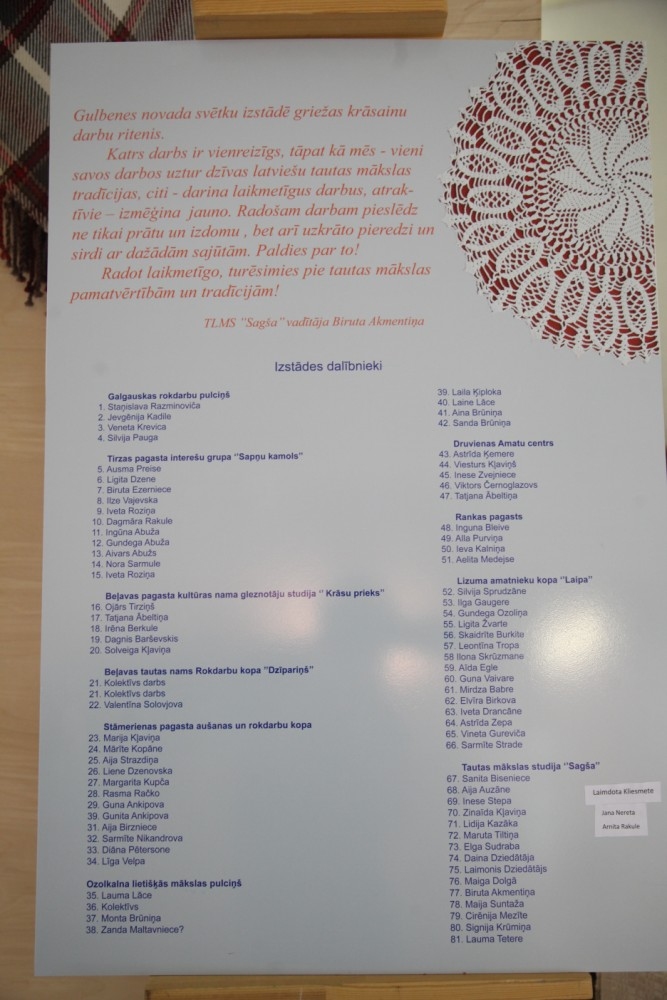 Gulbenes novada svētku izstādē griežas krāsainu
darbu ritenis.
Katrs darbs ir vienreizīgs, tāpat kā mēs - vieni
savos darbos uztur dzīvas latviešu tautas mākslas
tradīcijas, citi - darina laikmetīgus darbus, atrak-
tīvie – izmēģina jauno. Radošam darbam pieslēdz
ne tikai prātu un izdomu , bet arī uzkrāto pieredzi un
sirdi ar dažādām sajūtām. Paldies par to!
Radot laikmetīgo, turēsimies pie tautas mākslas
pamatvērtībām un tradīcijām!
TLMS "Sagša" vadītāja Biruta Akmentiņa
Izstādes dalībnieki
Galgauskas rokdarbu pulciņš
1. Staņislava Razminoviča
2. Jevgēnija Kadile
3. Veneta Krevica
4. Silvija Pauga
Tirzas pagasta interešu grupa "Sapņu kamols"
5. Ausma Preise
6. Ligita Dzene
7. Biruta Ezerniece
8. Ilze Vajevska
9. Iveta Roziņa
10. Dagmāra Rakule
11. Ingūna Abuža
12. Gundega Abuža
13. Aivars Abužs
14. Nora Sarmule
15. Iveta Roziņa
Beļavas pagasta kultūras nama gleznotāju studija " Krāsu prieks"
16. Ojārs Tirziņš
17. Tatjana Ābeltiņa
18. Irēna Berkule
19. Dagnis Barševskis
20. Solveiga Kļaviņa
Beļavas tautas nams Rokdarbu kopa "Dzīpariņš"
21. Kolektīvs darbs
21. Kolektīvs darbs
22. Valentīna Solovjova
Stāmerienas pagasta aušanas un rokdarbu kopa
23. Marija Kļaviņa
24. Mārīte Kopāne
25. Aija Strazdiņa
26. Liene Dzenovska
27. Margarita Kupča
28. Rasma Račko
29. Guna Ankipova
39. Gunita Ankipova
31. Aija Birzniece
32. Sarmīte Nikandrova
33. Diāna Pētersone
34. Līga Velpa
Ozolkalna lietišķās mākslas pulciņš
35. Lauma Lāce
36. Kolektīvs
37. Monta Brūniņa
38. Zanda Maltavniece?
39. Laila Ķiploka
40. Laine Lāce
41. Aina Brūniņa
42. Sanda Brūniņa
Druvienas Amatu centrs
43. Astrīda Ķemere
44. Viesturs Kļaviņš
45. Inese Zvejniece
46. Viktors Černoglazovs
47. Tatjana Ābeltiņa
Rankas pagasts
48. Inguna Bleive
49. Alla Purviņa
50. Ieva Kalniņa
51. Aelita Medejse
Lizuma amatnieku kopa "Laipa"
52. Silvija Sprudzāne
53. Ilga Gaugere
54. Gundega Ozoliņa
55. Ligita Žvarte
56. Skaidrīte Burkite
57. Leontīna Tropa
58 Ilona Skrūzmane
59. Aīda Egle
60. Guna Vaivare
61. Mirdza Babre
62. Elvīra Birkova
63. Iveta Drancāne
64. Astrīda Zepa
65. Vineta Gureviča
66. Sarmīte Strade
Tautas mākslas studija "Sagša"
67. Sanita Biseniece
68. Aija Auzāne
69. Inese Stepa
70. Zinaīda Kļaviņa
71. Lidija Kazāka
72. Maruta Tiltiņa
73. Elga Sudraba
74. Daina Dziedātāja
75. Laimonis Dziedātājs
76. Maiga Dolgā
77. Biruta Akmentiņa
78. Maija Suntaža
79. Cirēnija Mezīte
80. Signija Krūmiņa
81. Lauma Tetere
Laimdota Kliesmete
Jana Nereta
Arnita Rakule